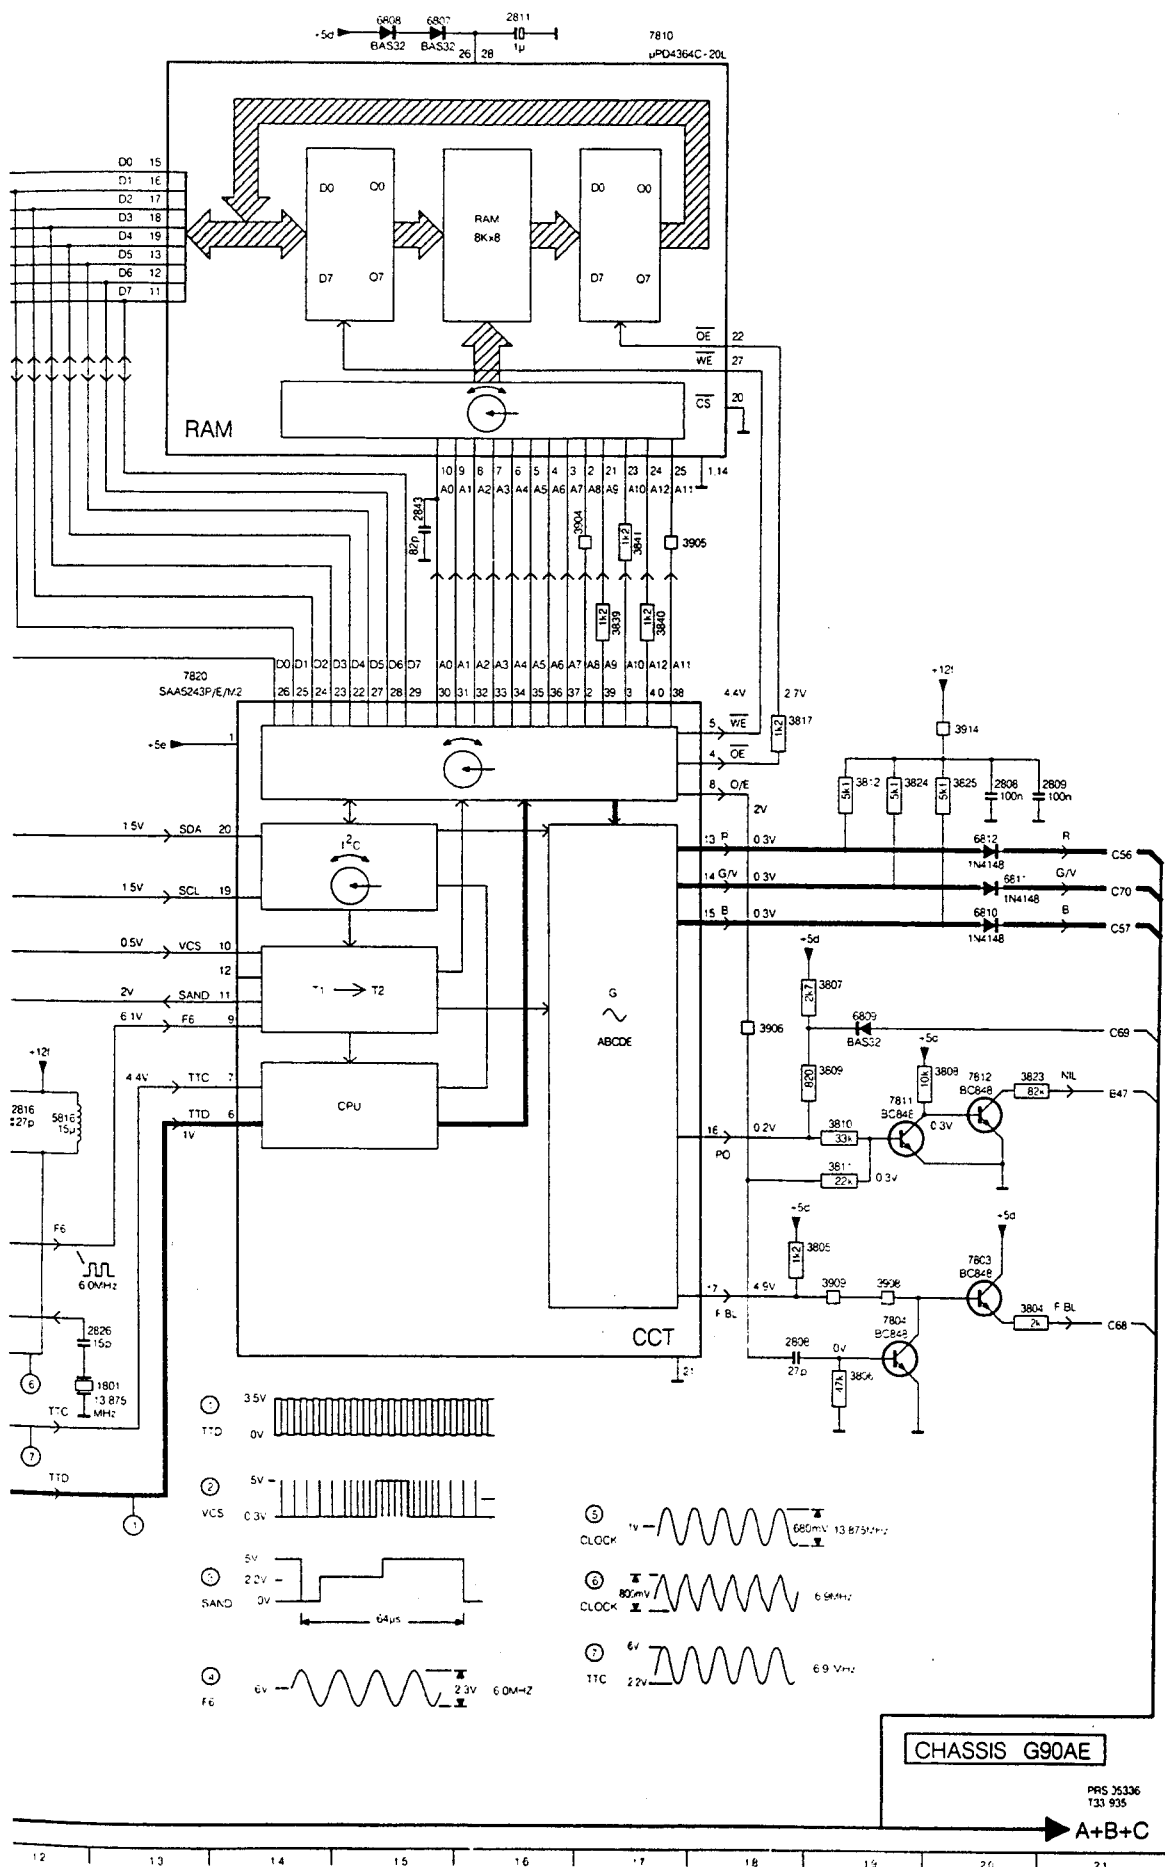 6808 6807 2811 7810
+5d BAS32 BAS32 1µ µPD4364C-20L
26 28
D0 15
D1 16
D2 17
D3 18
D4 19
D5 13
D6 12
D7 11
D0 O0 RAM D0 O0
8Kx8
D7 O7 D7 O7
OE 22
WE 27
CS 20
RAM
10 9 8 7 6 5 4 3 2 21 23 24 25 1.14
A0 A1 A2 A3 A4 A5 A6 A7 A8 A9 A10 A12 A11
2843 82p 3904 1k2 3841 3905
1k2 3839 1k2 3840
7820 D0 D1 D2 D3 D4 D5 D6 D7 A0 A1 A2 A3 A4 A5 A6 A7 A8 A9 A10 A12 A11
SAA5243P/E/M2 26 25 24 23 22 27 28 29 30 31 32 33 34 35 36 37 2 39 3 40 38
4.4V 2.7V +12f
+5e 1
5 WE 1k2 3817 3914
4 OE
8 O/E 5k1 3812 5k1 3824 5k1 3825 2808 100n 2809 100n
2V
1.5V SDA 20 I²C
13 R 0.3V 6812 1N4148 R C56
1.5V SCL 19
14 G/V 0.3V 6811 1N4148 G/V C70
15 B 0.3V 6810 1N4148 B C57
0.5V VCS 10
12
2V SAND 11 T1 T2
6.1V F6 9
+5d
2k7 3807
G
ABCDE
3906 6809 BAS32 C69
+12f
4.4V TTC 7
TTD 6
1V
CPU
2816 27p 5816 15µ
820 3809 +5d 10k 3808 7812 BC848 3823 82k NIL B47
7811 BC848 0.3V
16 0.2V 3810 33k
PO
3811 22k 0.3V
F6
6.0MHz
+5d +5d
1k2 3805 7803 BC848
17 4.9V 3909 3908
F.BL 3804 2k F.BL C68
CCT
7804 BC848
2808 27p 0V
47k 3806
21
2826 15p
6
1801
13.875 MHz
TTC
7
TTD
1
1 3.5V
TTD 0V
2 5V
VCS 0.3V
3 5V
2.2V
SAND 0V
64µs
4 6V 2.3V 6.0MHz
F6
5 1V 680mV 13.875MHz
CLOCK
6 800mV 6.9MHz
CLOCK
7 6V
TTC 2.2V 6.9 MHz
CHASSIS G90AE
PRS 05336
T33 935
A+B+C
12 13 14 15 16 17 18 19 20 21